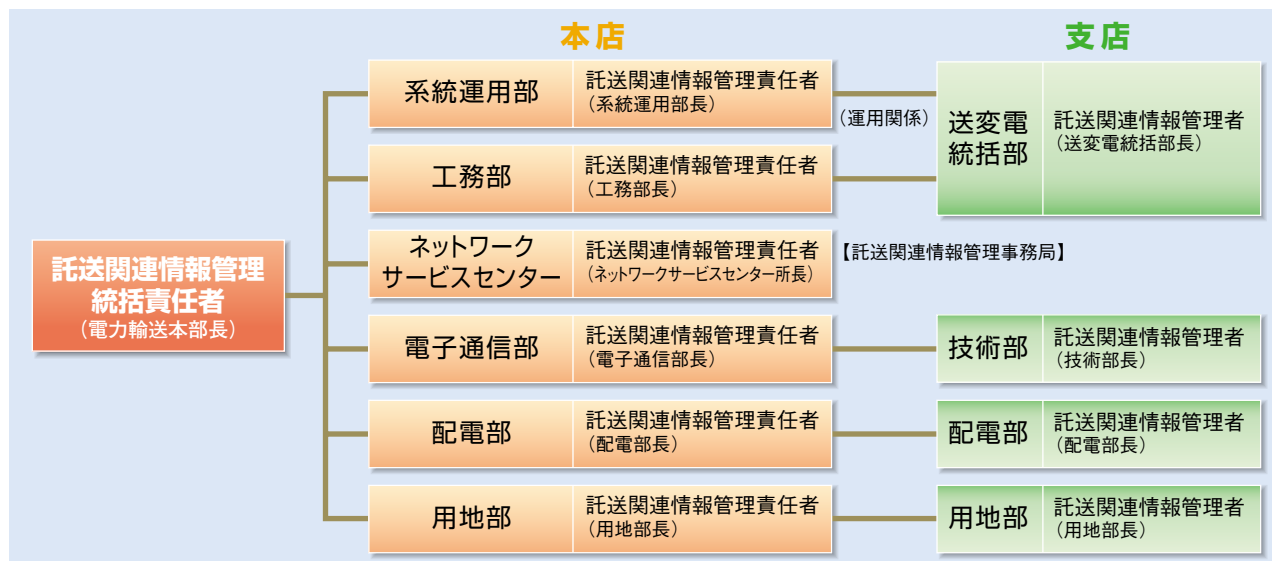 本店
支店
系統運用部
託送関連情報管理責任者
（系統運用部長）
（運用関係）
送変電
統括部
託送関連情報管理者
（送変電統括部長）
工務部
託送関連情報管理責任者
（工務部長）
託送関連情報管理
統括責任者
（電力輸送本部長）
ネットワーク
サービスセンター
託送関連情報管理責任者
（ネットワークサービスセンター所長）
【託送関連情報管理事務局】
電子通信部
託送関連情報管理責任者
（電子通信部長）
技術部
託送関連情報管理者
（技術部長）
配電部
託送関連情報管理責任者
（配電部長）
配電部
託送関連情報管理者
（配電部長）
用地部
託送関連情報管理責任者
（用地部長）
用地部
託送関連情報管理者
（用地部長）